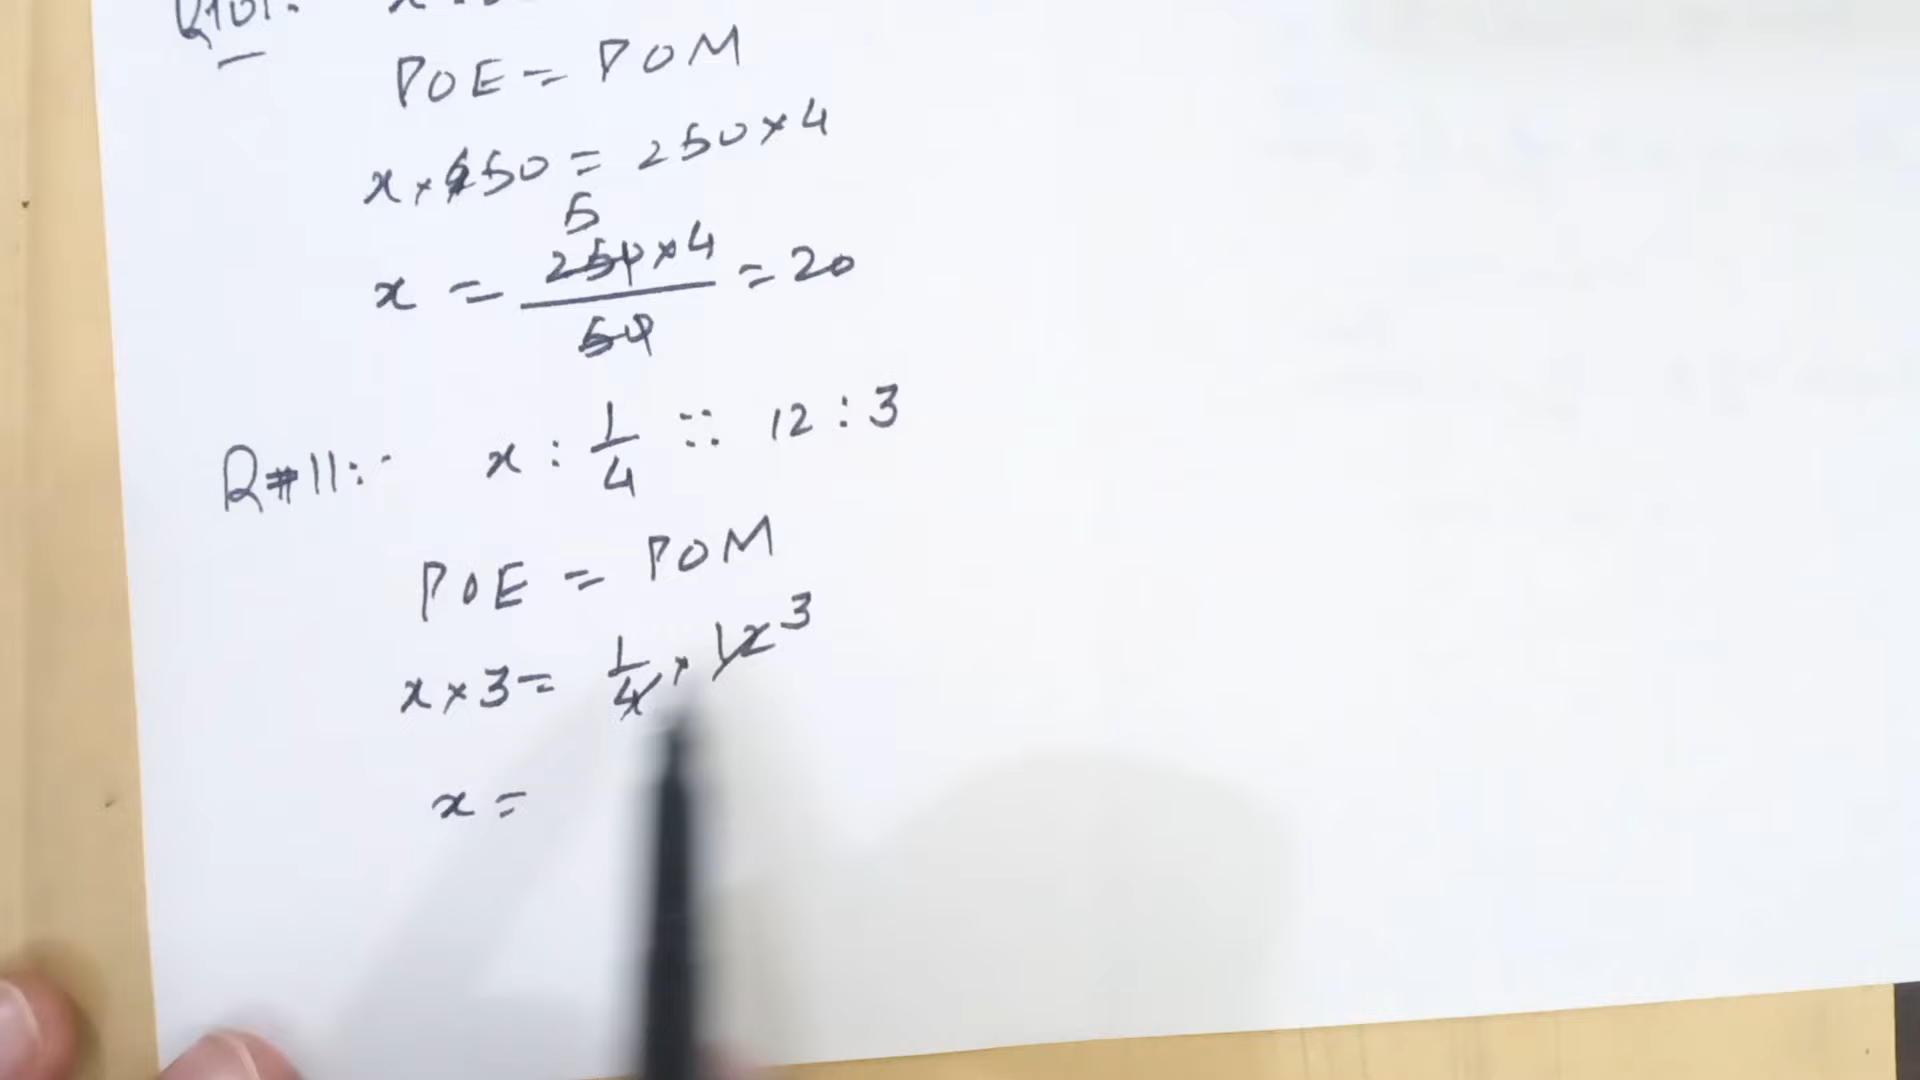 POE = POM
x × 50 = 250 × 4
5
x = 250×4 / 50 = 20
Q#11:- x : 1/4 :: 12 : 3
POE = POM
x × 3 = 1/4 × 12 3
x =